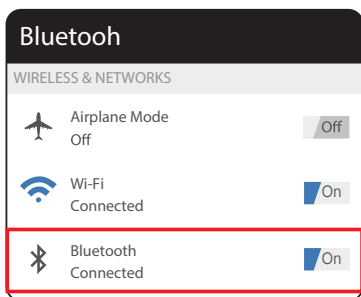 Bluetooh
WIRELESS & NETWORKS
Airplane Mode
Off
Off
Wi-Fi
Connected
On
Bluetooth
Connected
On